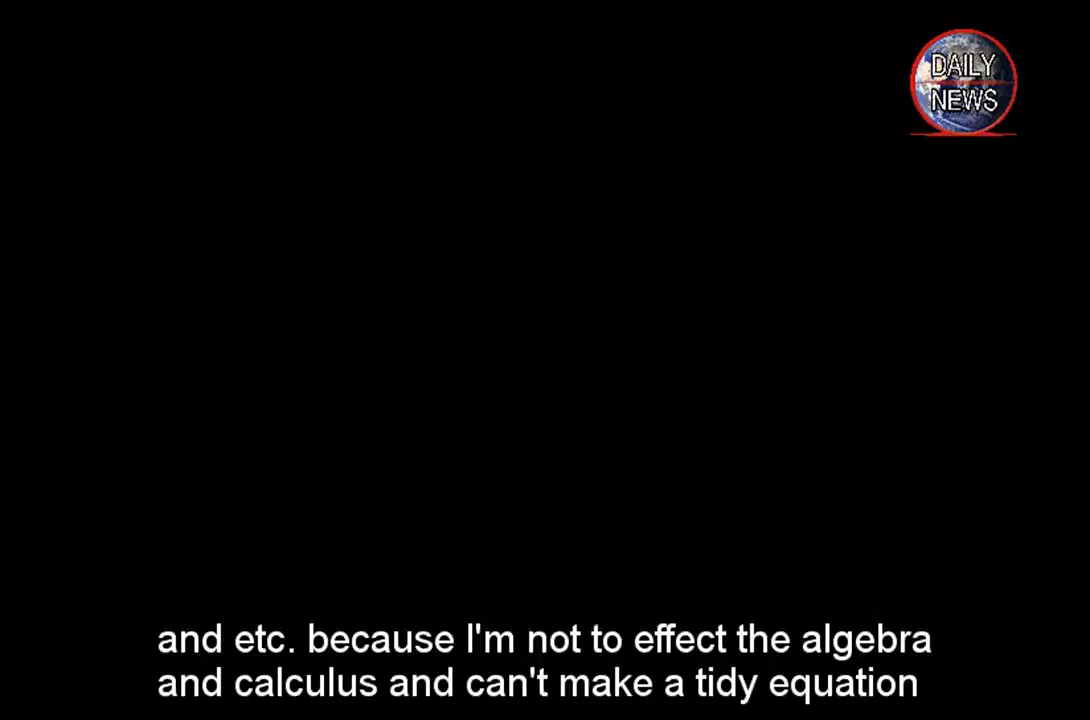 DAILY
NEWS
and etc. because I'm not to effect the algebra
and calculus and can't make a tidy equation